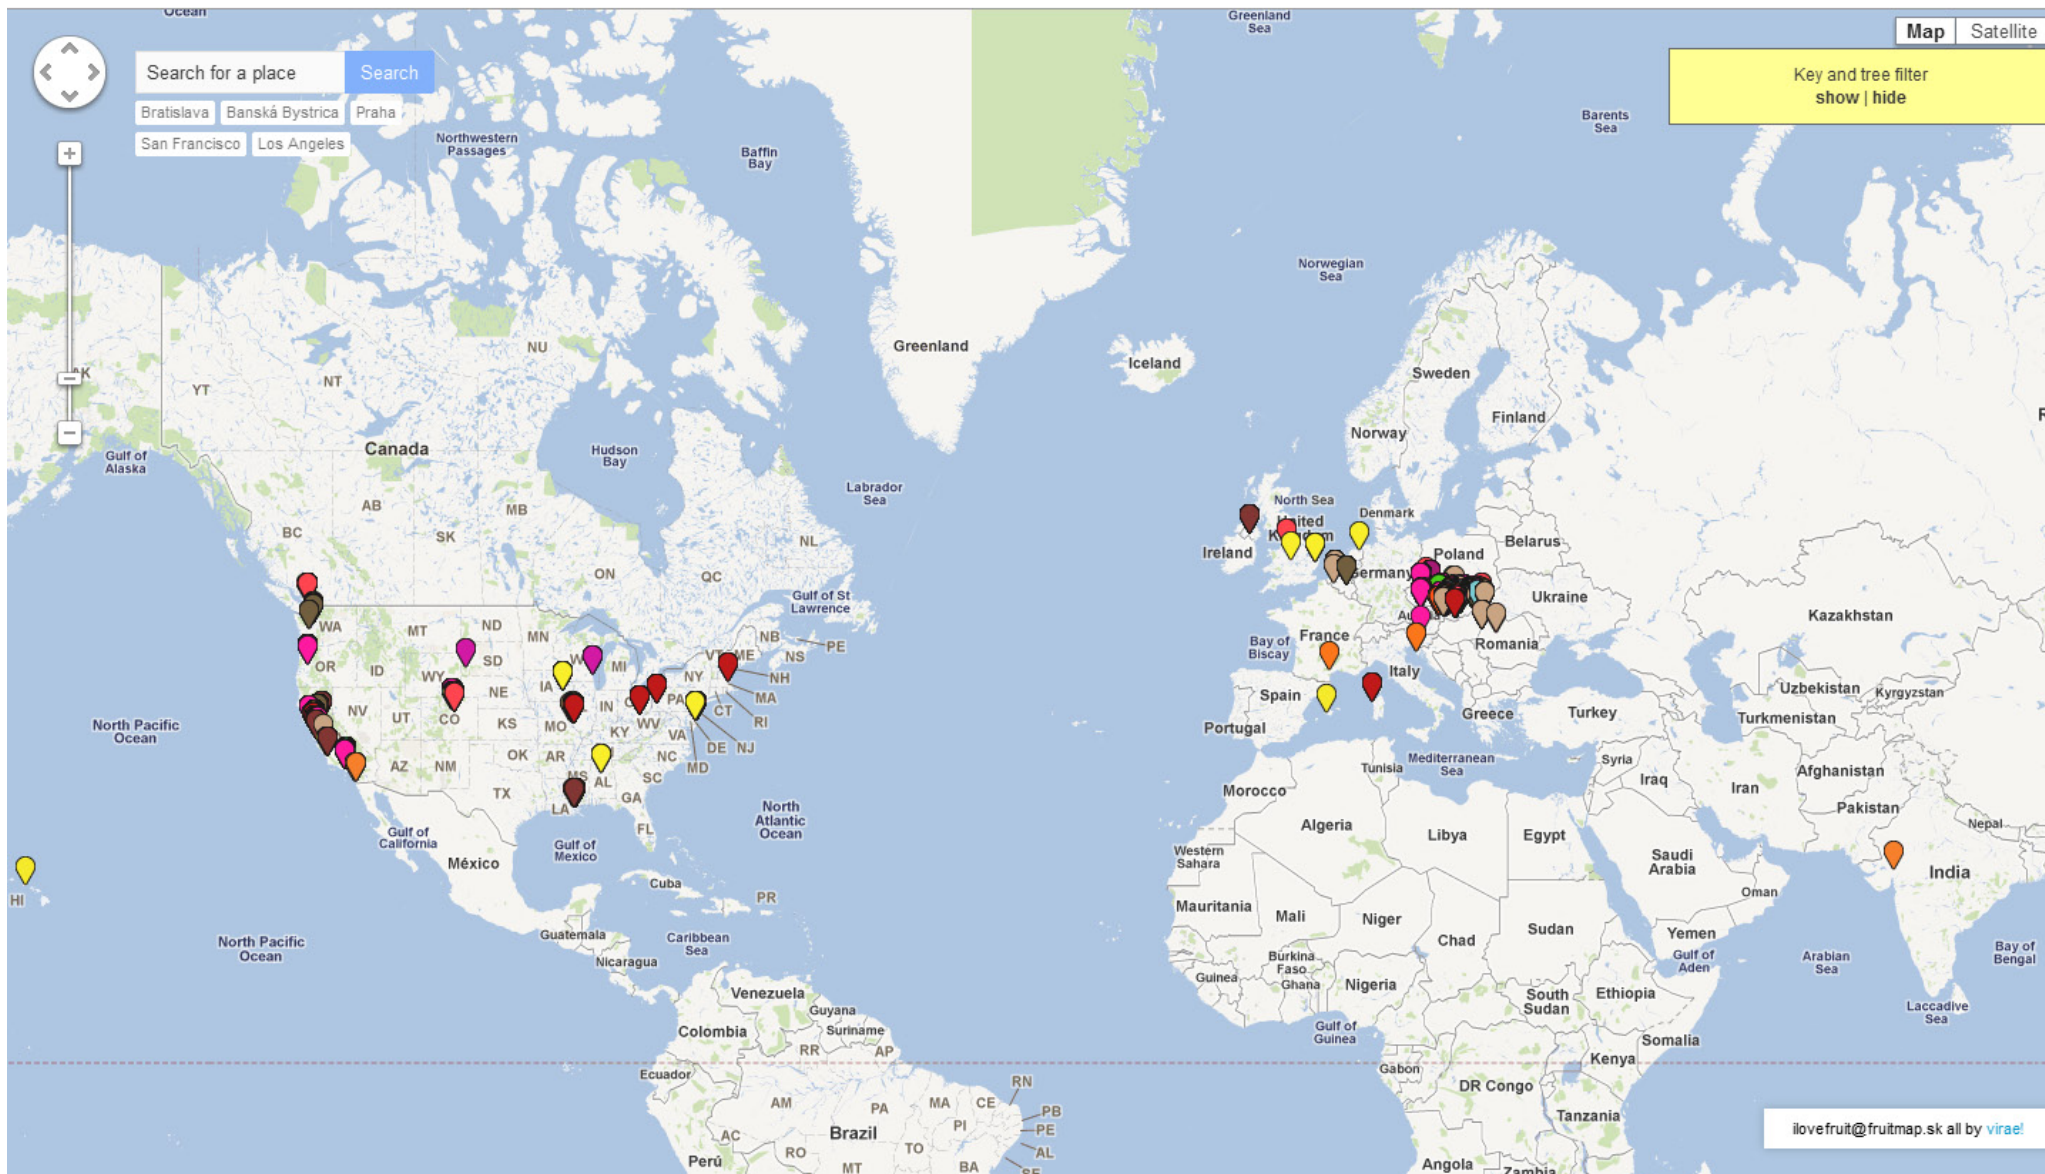 Ocean
Greenland
Sea
Map
Satellite
Search for a place
Search
Key and tree filter
show | hide
Bratislava
Banská Bystrica
Praha
San Francisco
Los Angeles
Northwestern
Passages
Baffin
Bay
Barents
Sea
Norwegian
Sea
NU
Greenland
Iceland
AK
YT
NT
Sweden
Finland
Norway
Canada
Gulf of
Alaska
Hudson
Bay
Labrador
Sea
North Sea
Denmark
United
Kingdom
Ireland
BC
AB
SK
MB
ON
QC
NL
Belarus
Poland
Germany
Ukraine
Kazakhstan
Gulf of St
Lawrence
WA
MT
ND
MN
NB
PE
NS
VT
ME
NH
OR
ID
WY
SD
MI
NY
MA
Bay of
Biscay
France
Romania
Italy
Spain
Portugal
Greece
Turkey
Uzbekistan
Kyrgyzstan
Turkmenistan
NV
UT
CO
NE
IA
IN
PA
CT
RI
KS
MO
KY
WV
VA
NJ
DE
MD
AZ
NM
OK
AR
NC
SC
TX
MS
AL
GA
LA
FL
North Pacific
Ocean
North
Atlantic
Ocean
Mediterranean
Sea
Tunisia
Syria
Iraq
Iran
Afghanistan
Pakistan
Nepal
Morocco
Algeria
Libya
Egypt
Gulf of
California
Gulf of
Mexico
México
Western
Sahara
Saudi
Arabia
India
Oman
HI
Cuba
PR
Mauritania
Mali
Niger
Chad
Sudan
Yemen
Gulf of
Aden
Arabian
Sea
Bay of
Bengal
North Pacific
Ocean
Guatemala
Nicaragua
Caribbean
Sea
Burkina
Faso
Guinea
Ghana
Nigeria
South
Sudan
Ethiopia
Laccadive
Sea
Venezuela
Guyana
Suriname
Colombia
Gulf of
Guinea
Somalia
Kenya
RR
AP
Ecuador
Gabon
DR Congo
Tanzania
RN
AM
PA
MA
CE
PB
PI
PE
AC
Brazil
TO
AL
RO
MT
BA
SE
Perú
Angola
Zambia
ilovefruit@fruitmap.sk all by virae!